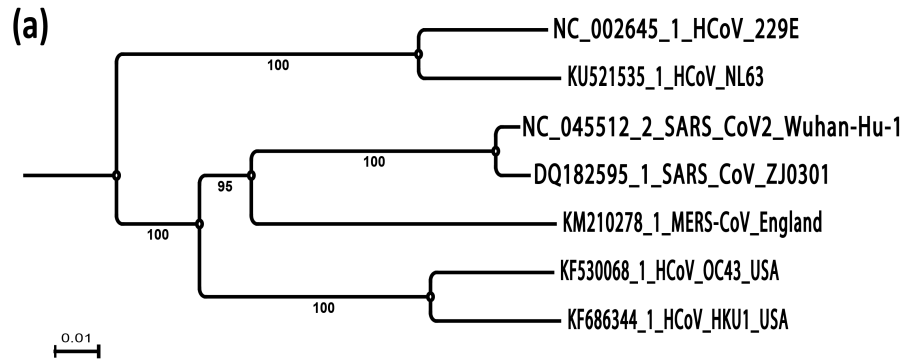 (a)
NC_002645_1_HCoV_229E
100
KU521535_1_HCoV_NL63
NC_045512_2_SARS_CoV2_Wuhan-Hu-1
100
DQ182595_1_SARS_CoV_ZJ0301
95
KM210278_1_MERS-CoV_England
100
KF530068_1_HCoV_OC43_USA
100
KF686344_1_HCoV_HKU1_USA
0.01